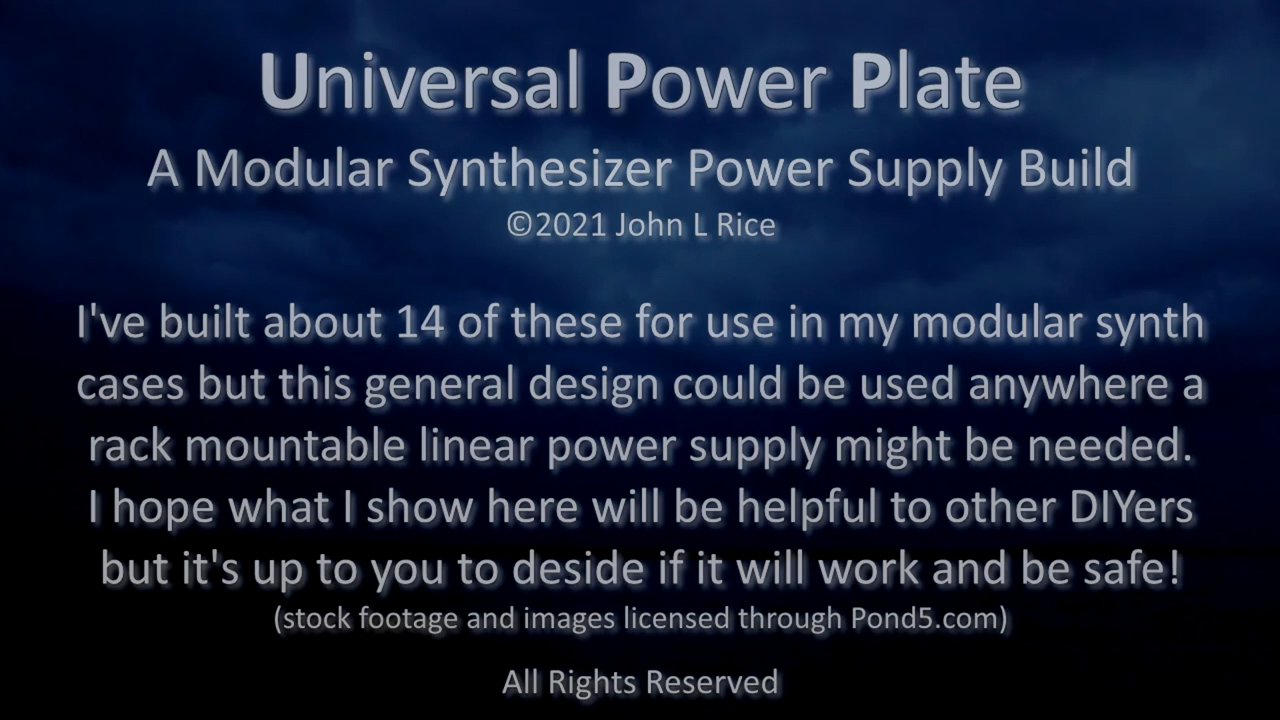 Universal Power Plate
A Modular Synthesizer Power Supply Build
©2021 John L Rice
I've built about 14 of these for use in my modular synth
cases but this general design could be used anywhere a
rack mountable linear power supply might be needed.
I hope what I show here will be helpful to other DIYers
but it's up to you to deside if it will work and be safe!
(stock footage and images licensed through Pond5.com)
All Rights Reserved